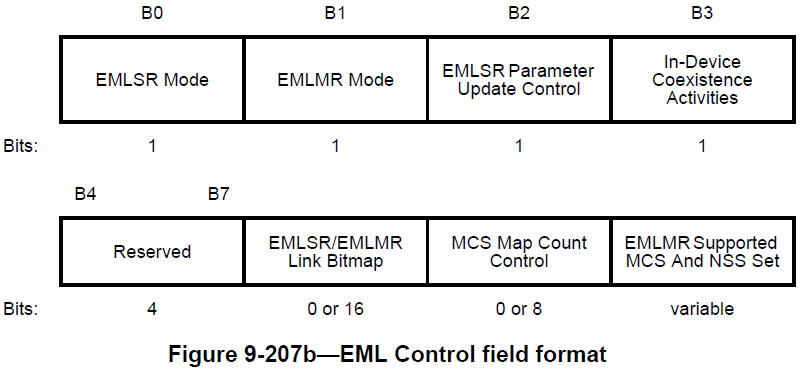 B0 B1 B2 B3
EMLSR Mode
EMLMR Mode
EMLSR Parameter
Update Control
In-Device
Coexistence
Activities
Bits: 1 1 1 1
B4 B7
Reserved
EMLSR/EMLMR
Link Bitmap
MCS Map Count
Control
EMLMR Supported
MCS And NSS Set
Bits: 4 0 or 16 0 or 8 variable
Figure 9-207b—EML Control field format